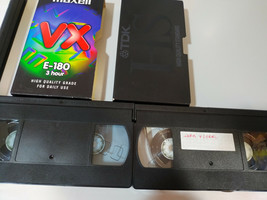 maxell
VX
E-180
3 hour
HIGH QUALITY GRADE
FOR DAILY USE
TDK